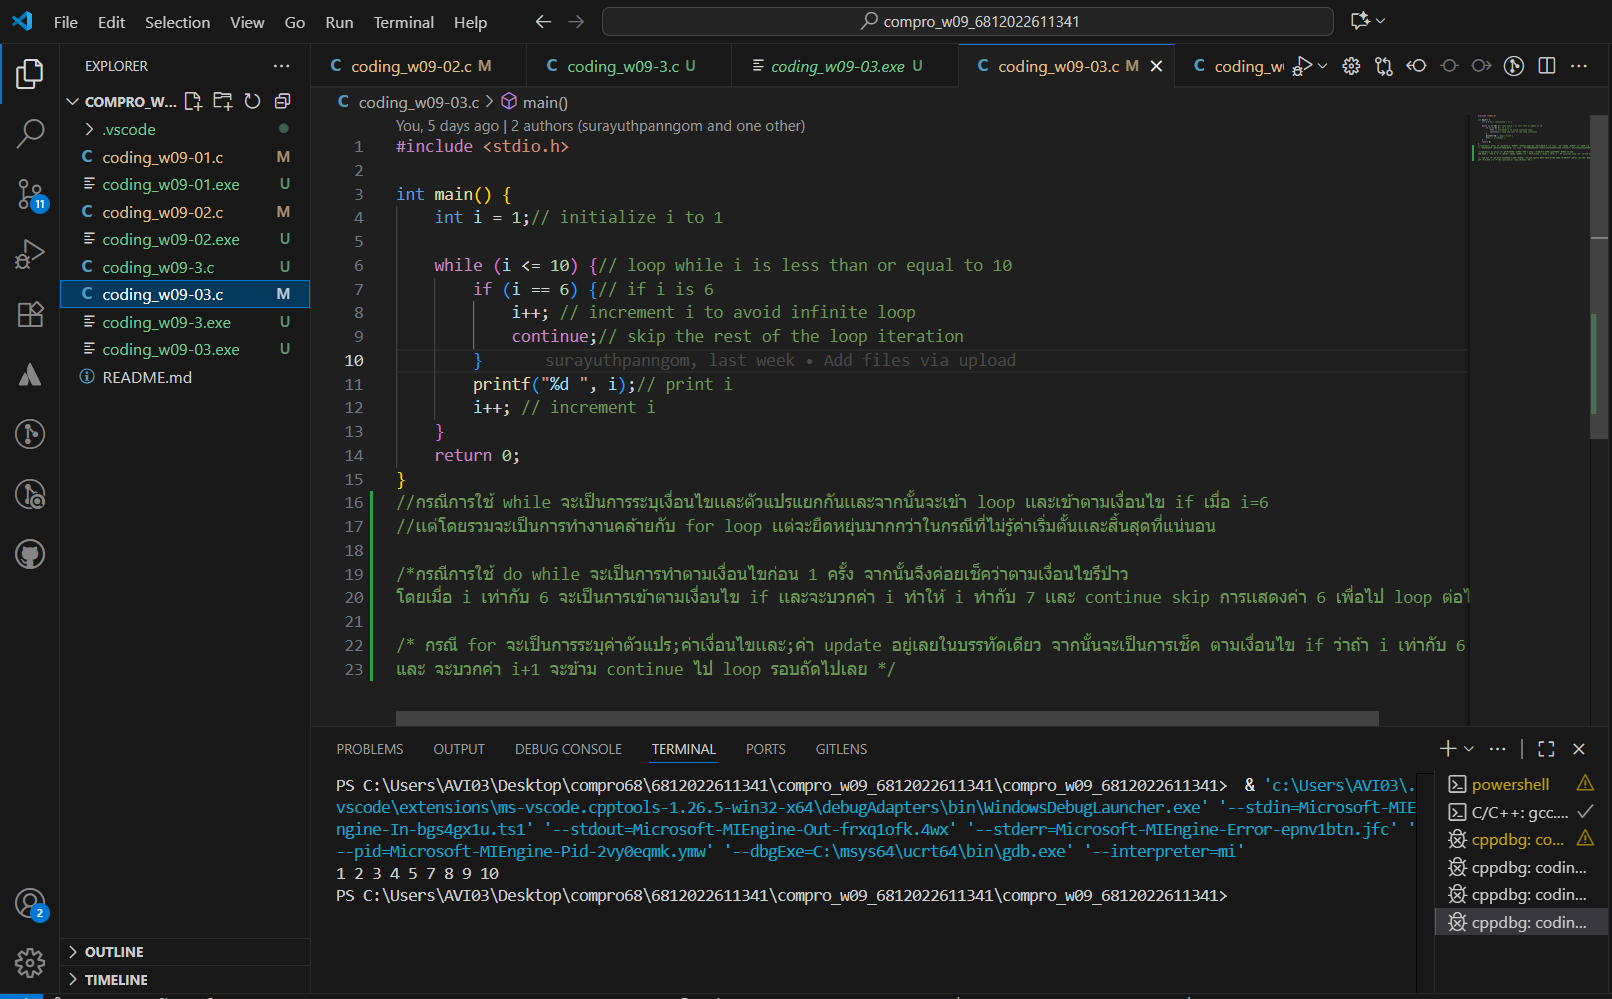 File Edit Selection View Go Run Terminal Help
compro_w09_6812022611341
EXPLORER
COMPRO_W...
.vscode
coding_w09-01.c M
coding_w09-01.exe U
coding_w09-02.c M
coding_w09-02.exe U
coding_w09-3.c U
coding_w09-03.c M
coding_w09-3.exe U
coding_w09-03.exe U
README.md
11
2
OUTLINE
TIMELINE
coding_w09-02.c M
coding_w09-3.c U
coding_w09-03.exe U
coding_w09-03.c M
coding_w
coding_w09-03.c > main()
You, 5 days ago | 2 authors (surayuthpanngom and one other)
1 #include <stdio.h>
2
3 int main() {
4 int i = 1;// initialize i to 1
5
6 while (i <= 10) {// loop while i is less than or equal to 10
7 if (i == 6) {// if i is 6
8 i++; // increment i to avoid infinite loop
9 continue;// skip the rest of the loop iteration
10 } surayuthpanngom, last week • Add files via upload
11 printf("%d ", i);// print i
12 i++; // increment i
13 }
14 return 0;
15 }
16 //กรณีการใช้ while จะเป็นการระบุเงื่อนไขและตัวแปรแยกกันและจากนั้นจะเข้า loop และเข้าตามเงื่อนไข if เมื่อ i=6
17 //แต่โดยรวมจะเป็นการทำงานคล้ายกับ for loop แต่จะยืดหยุ่นมากกว่าในกรณีที่ไม่รู้ค่าเริ่มต้นและสิ้นสุดที่แน่นอน
18
19 /*กรณีการใช้ do while จะเป็นการทำตามเงื่อนไขก่อน 1 ครั้ง จากนั้นจึงค่อยเช็คว่าตามเงื่อนไขรึป่าว
20 โดยเมื่อ i เท่ากับ 6 จะเป็นการเข้าตามเงื่อนไข if และจะบวกค่า i ทำให้ i ทำกับ 7 และ continue skip การแสดงค่า 6 เพื่อไป loop ต่อไ
21
22 /* กรณี for จะเป็นการระบุค่าตัวแปร;ค่าเงื่อนไขและ;ค่า update อยู่เลยในบรรทัดเดียว จากนั้นจะเป็นการเช็ค ตามเงื่อนไข if ว่าถ้า i เท่ากับ 6
23 และ จะบวกค่า i+1 จะข้าม continue ไป loop รอบถัดไปเลย */
PROBLEMS OUTPUT DEBUG CONSOLE TERMINAL PORTS GITLENS
PS C:\Users\AVI03\Desktop\compro68\6812022611341\compro_w09_6812022611341\compro_w09_6812022611341> & 'c:\Users\AVI03\.
vscode\extensions\ms-vscode.cpptools-1.26.5-win32-x64\debugAdapters\bin\WindowsDebugLauncher.exe' '--stdin=Microsoft-MIE
ngine-In-bgs4gx1u.ts1' '--stdout=Microsoft-MIEngine-Out-frxq1ofk.4wx' '--stderr=Microsoft-MIEngine-Error-epnv1btn.jfc' '
--pid=Microsoft-MIEngine-Pid-2vy0eqmk.ymw' '--dbgExe=C:\msys64\ucrt64\bin\gdb.exe' '--interpreter=mi'
1 2 3 4 5 7 8 9 10
PS C:\Users\AVI03\Desktop\compro68\6812022611341\compro_w09_6812022611341\compro_w09_6812022611341>
powershell
C/C++: gcc....
cppdbg: co...
cppdbg: codin...
cppdbg: codin...
cppdbg: codin...